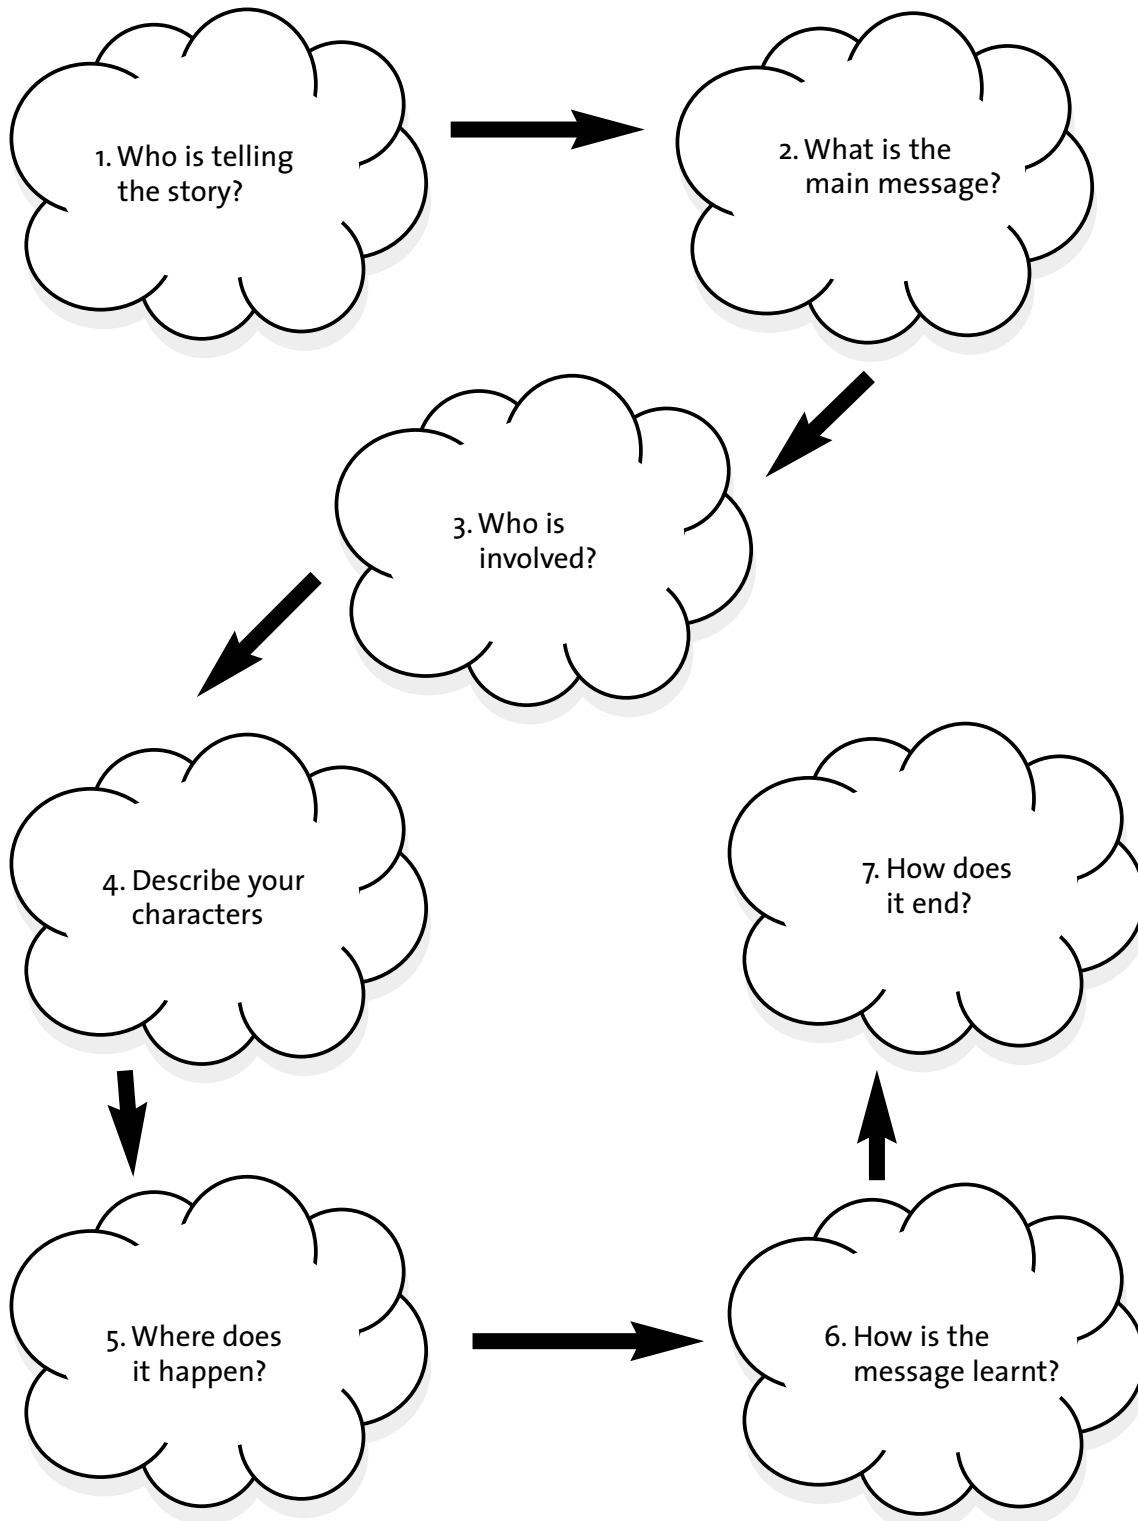 1. Who is telling
the story?
2. What is the
main message?
3. Who is
involved?
4. Describe your
characters
5. Where does
it happen?
6. How is the
message learnt?
7. How does
it end?